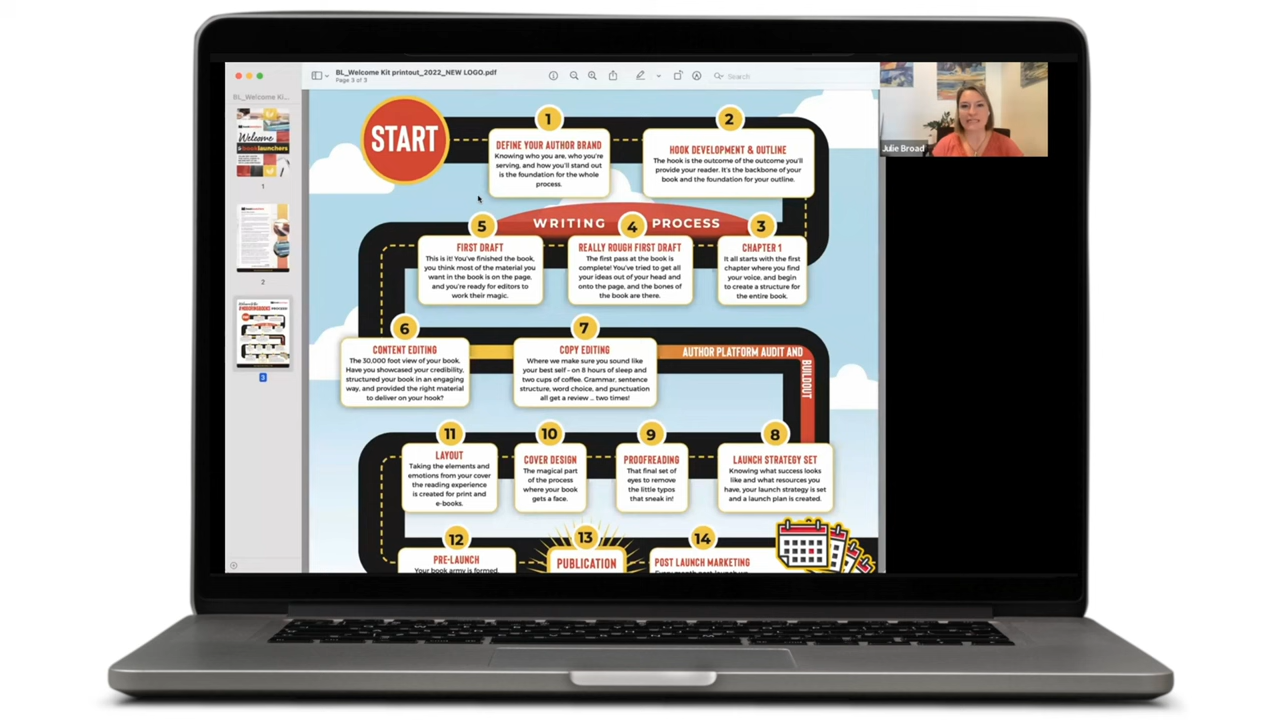 BL_Welcome Kit printout_2022_NEW LOGO.pdf
Page 3 of 3
Search
BL_Welcome Ki...
Welcome
booklaunchers
1
2
3
Julie Broad
START
1
DEFINE YOUR AUTHOR BRAND
Knowing who you are, who you're
serving, and how you'll stand out
is the foundation for the whole
process.
2
HOOK DEVELOPMENT & OUTLINE
The hook is the outcome of the outcome you'll
provide your reader. It's the backbone of your
book and the foundation for your outline.
WRITING PROCESS
5
FIRST DRAFT
This is it! You've finished the book,
you think most of the material you
want in the book is on the page,
and you're ready for editors to
work their magic.
4
REALLY ROUGH FIRST DRAFT
The first pass at the book is
complete! You've tried to get all
your ideas out of your head and
onto the page, and the bones of
the book are there.
3
CHAPTER 1
It all starts with the first
chapter where you find
your voice, and begin
to create a structure for
the entire book.
6
CONTENT EDITING
The 30,000 foot view of your book.
Have you showcased your credibility,
structured your book in an engaging
way, and provided the right material
to deliver on your hook?
7
COPY EDITING
Where we make sure you sound like
your best self - on 8 hours of sleep and
two cups of coffee. Grammar, sentence
structure, word choice, and punctuation
all get a review ... two times!
AUTHOR PLATFORM AUDIT AND
BUILDOUT
11
LAYOUT
Taking the elements and
emotions from your cover
the reading experience
is created for print and
e-books.
10
COVER DESIGN
The magical part
of the process
where your book
gets a face.
9
PROOFREADING
That final set of
eyes to remove
the little typos
that sneak in!
8
LAUNCH STRATEGY SET
Knowing what success looks
like and what resources you
have, your launch strategy is set
and a launch plan is created.
12
PRE-LAUNCH
Your book army is formed,
13
PUBLICATION
14
POST LAUNCH MARKETING